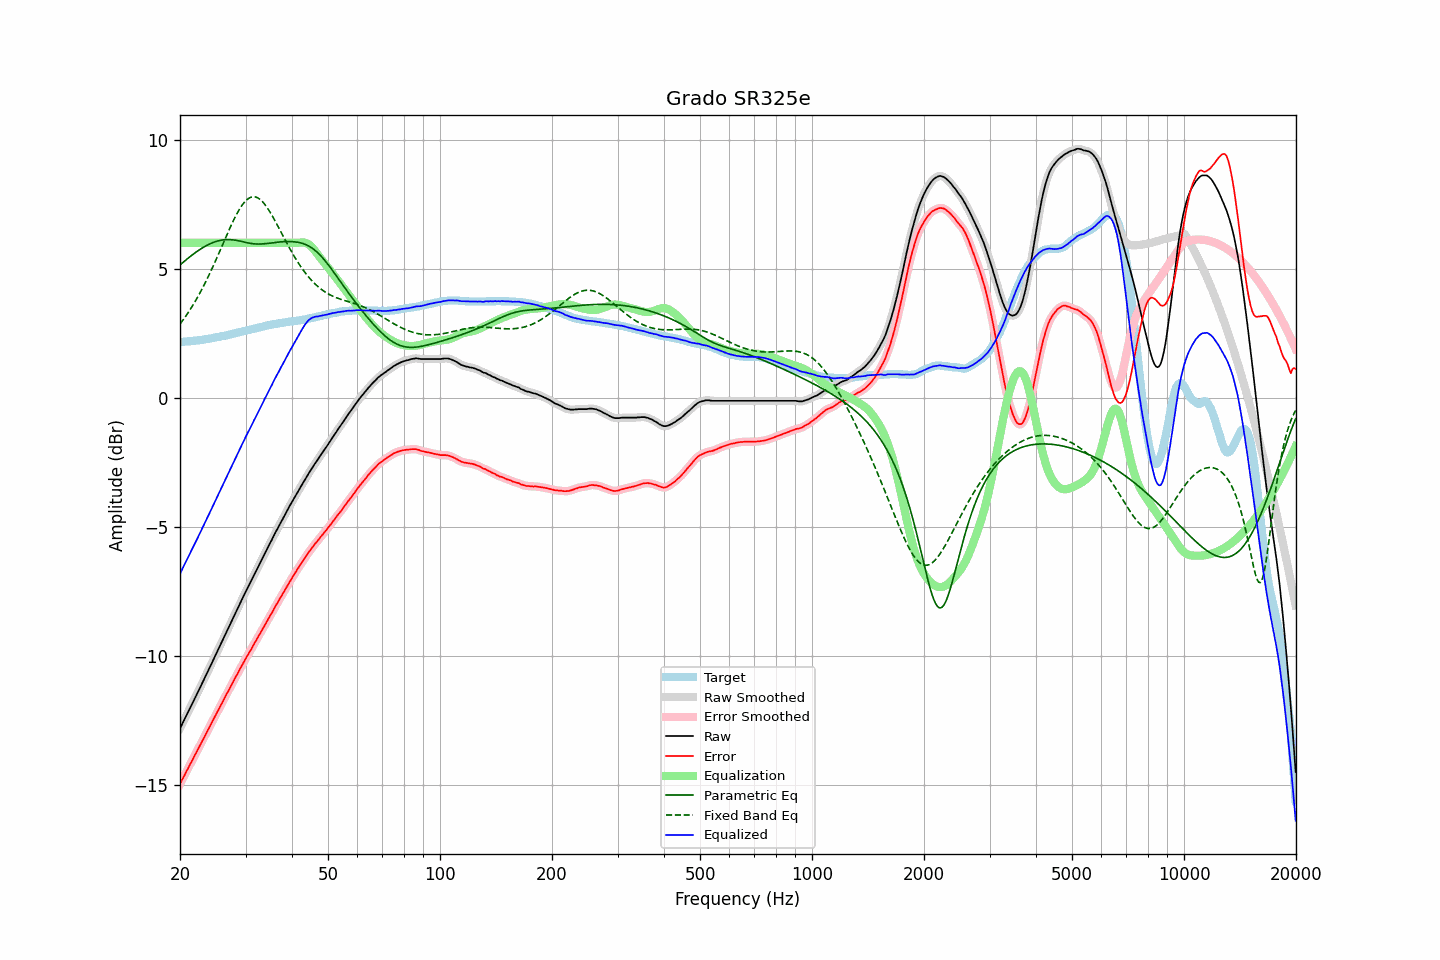 Grado SR325e
Amplitude (dBr)
10
5
0
−5
−10
−15
20
50
100
200
500
1000
2000
5000
10000
20000
Frequency (Hz)
Target
Raw Smoothed
Error Smoothed
Raw
Error
Equalization
Parametric Eq
Fixed Band Eq
Equalized